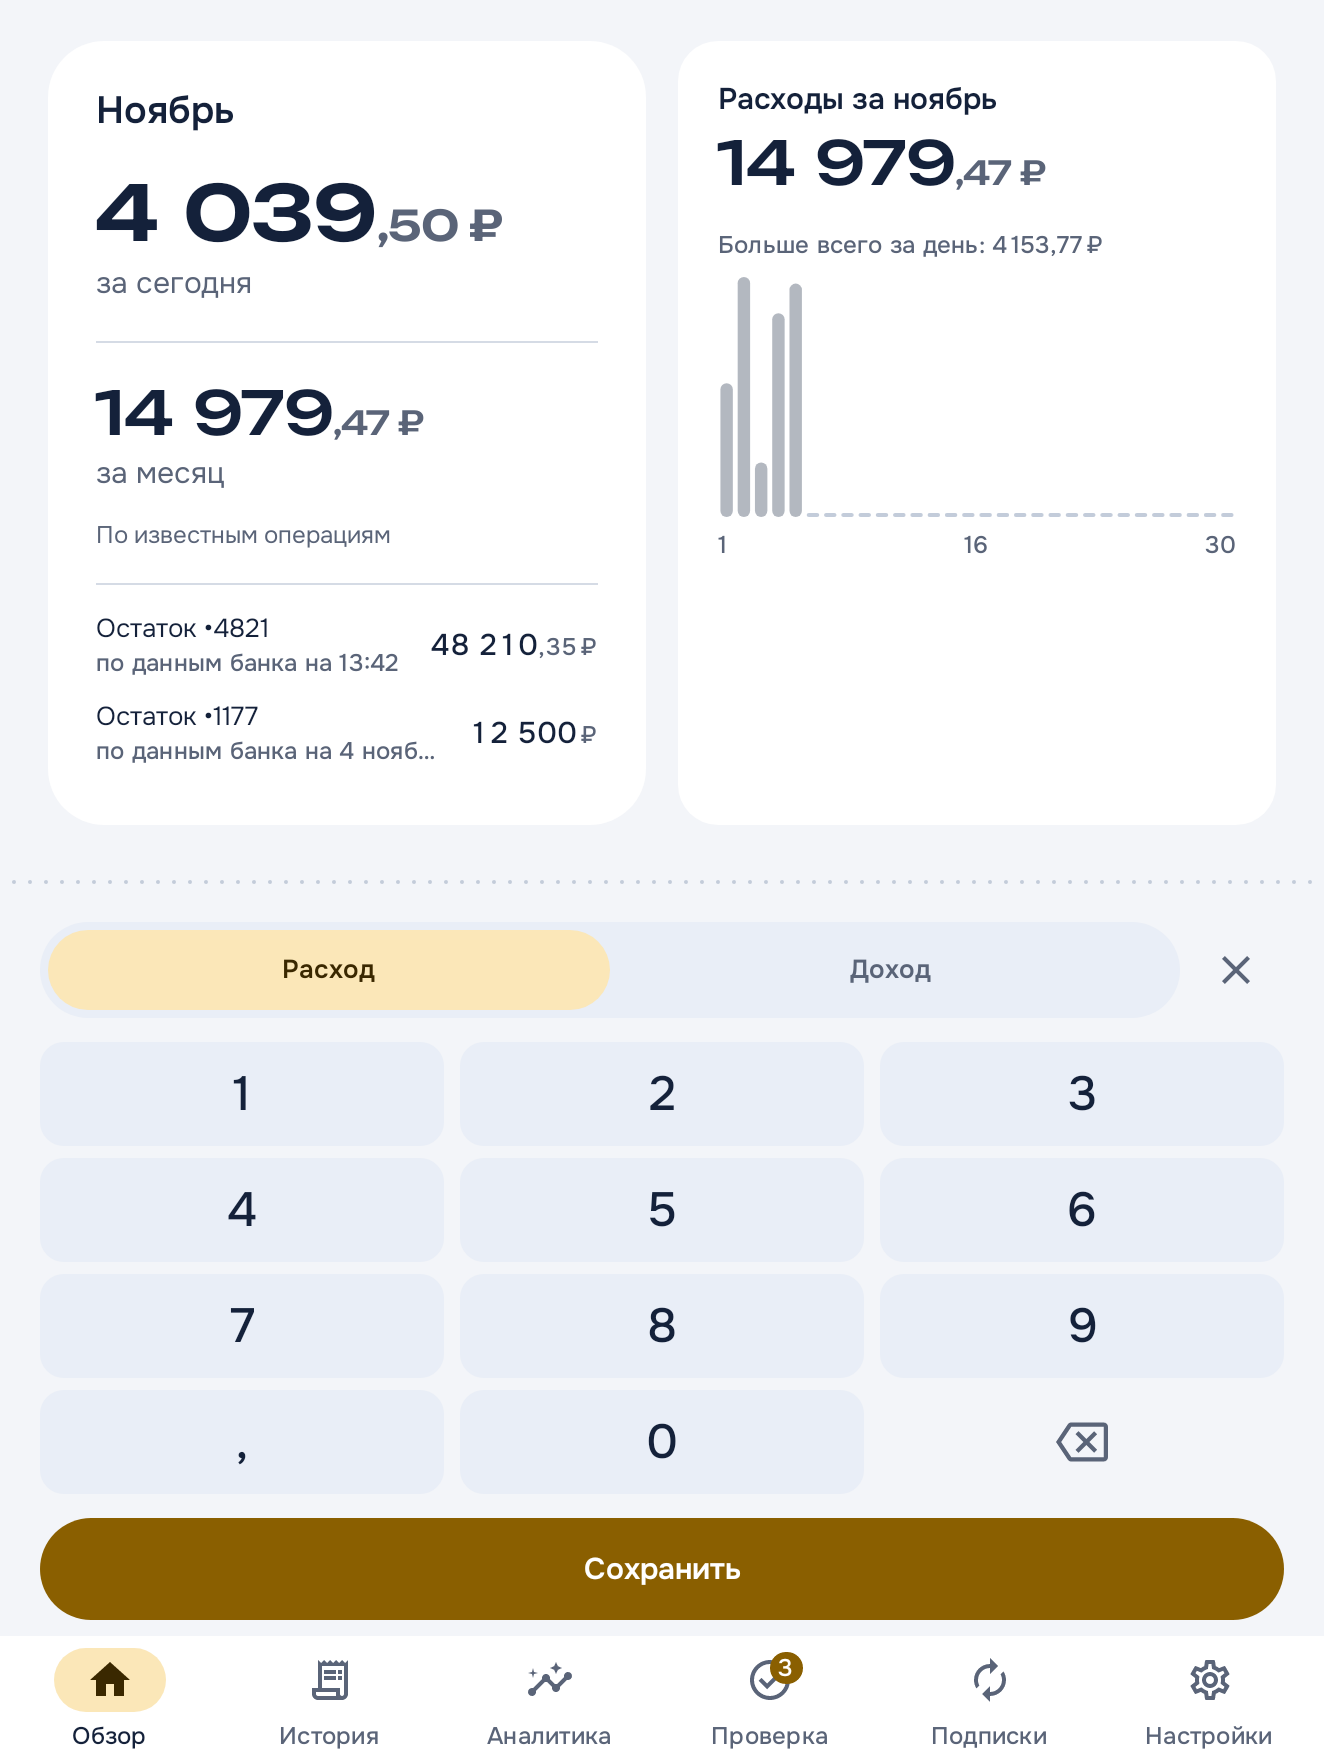 Ноябрь
4 039,50 ₽
за сегодня
14 979,47 ₽
за месяц
По известным операциям
Остаток •4821
по данным банка на 13:42
48 210,35 ₽
Остаток •1177
по данным банка на 4 нояб...
12 500 ₽
Расходы за ноябрь
14 979,47 ₽
Больше всего за день: 4 153,77 ₽
1 16 30
Расход Доход
1 2 3
4 5 6
7 8 9
, 0
Сохранить
3
Обзор История Аналитика Проверка Подписки Настройки